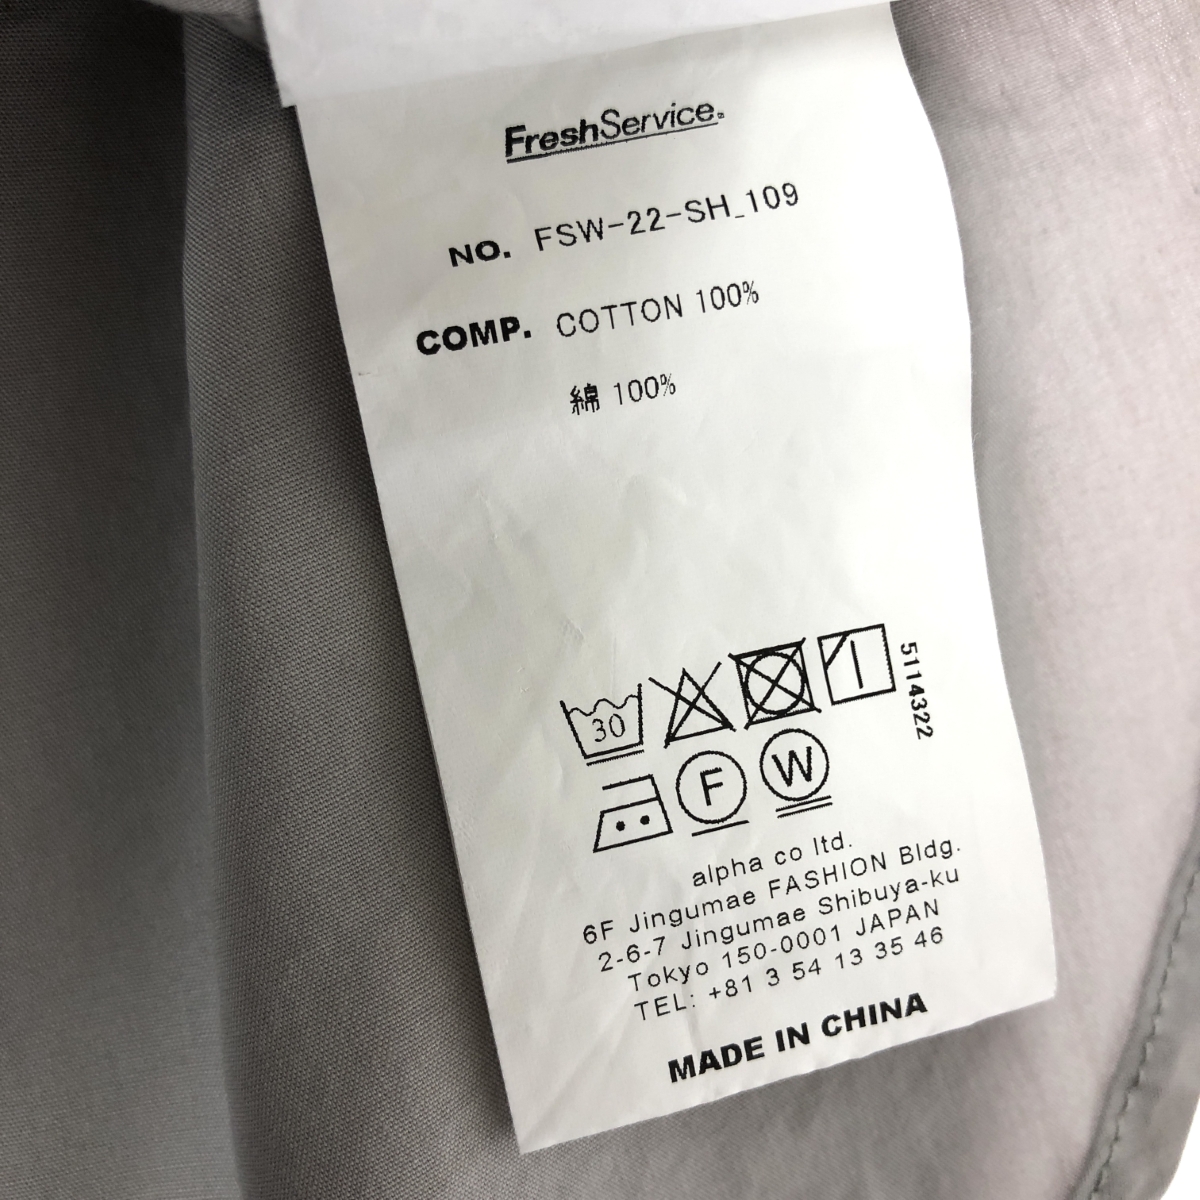 FreshService®
NO. FSW-22-SH_109
COMP. COTTON 100%
綿 100%
30
5114322
F W
alpha co ltd.
6F Jingumae FASHION Bldg.
2-6-7 Jingumae Shibuya-ku
Tokyo 150-0001 JAPAN
TEL: +81 3 54 13 35 46
MADE IN CHINA